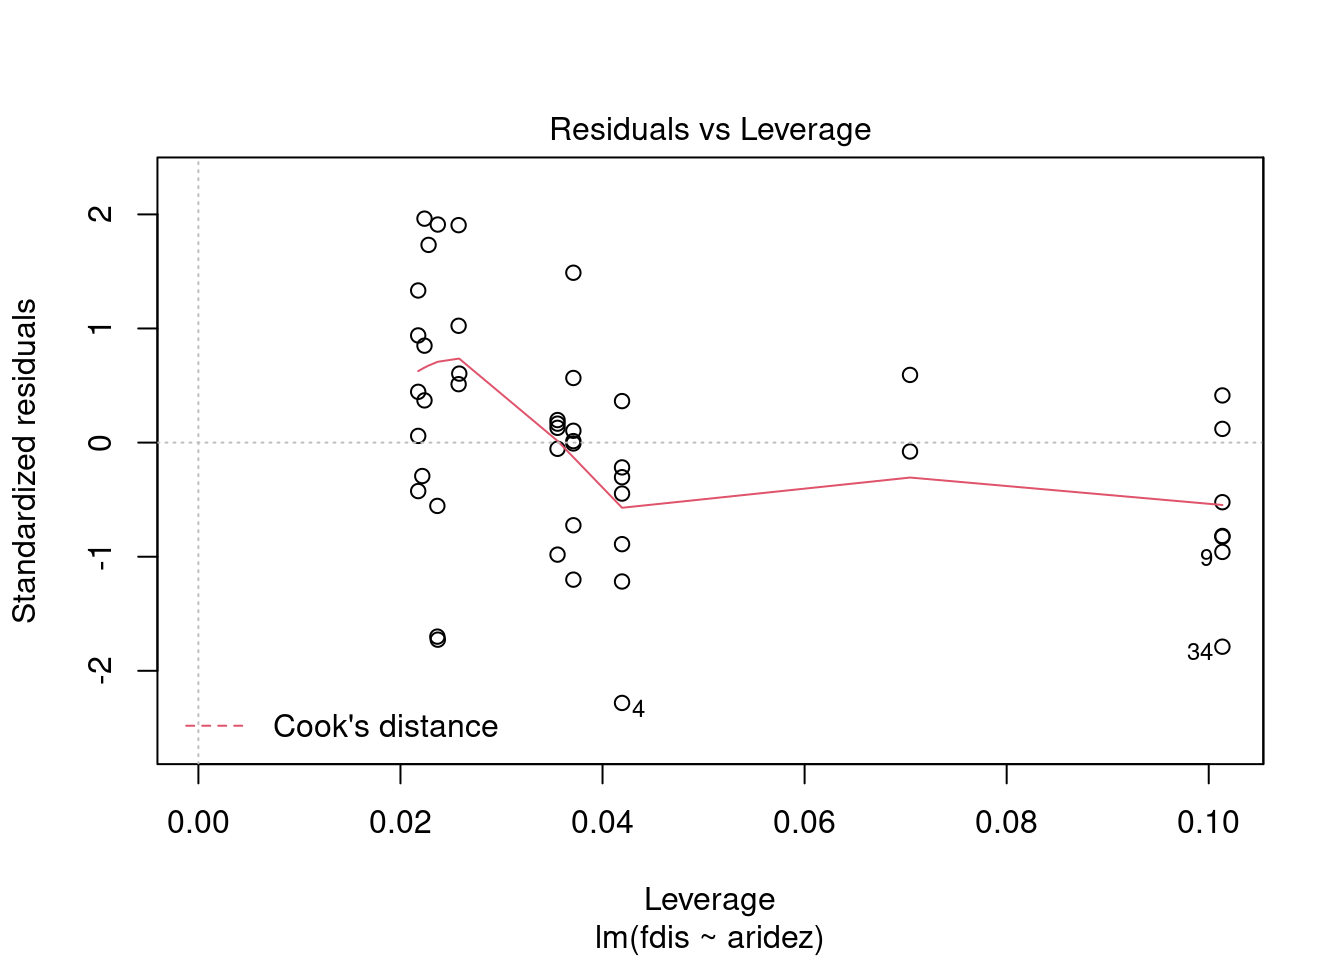 Residuals vs Leverage
Standardized residuals
2
1
0
-1
-2
9
34
4
Cook's distance
0.00 0.02 0.04 0.06 0.08 0.10
Leverage
lm(fdis ~ aridez)